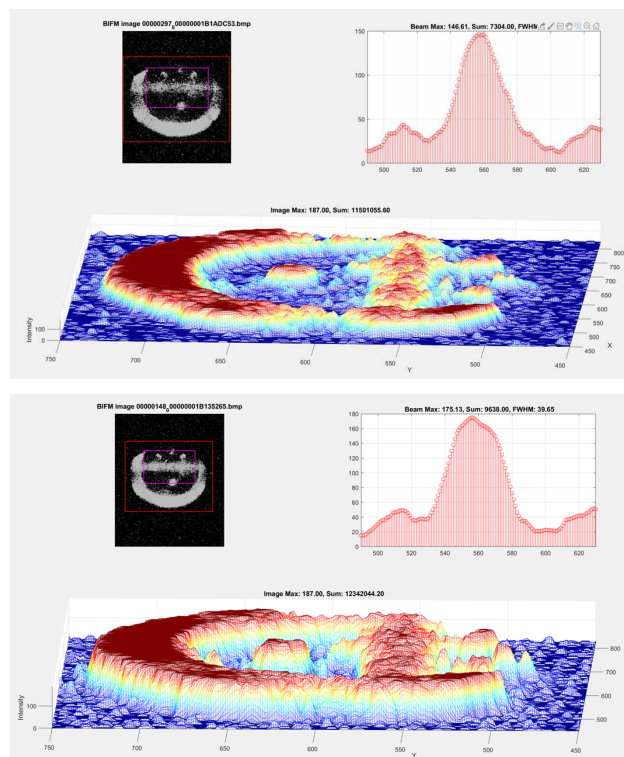 BIFM image 00000297_00000001B1ADC53.bmp
Beam Max: 146.61, Sum: 7304.00, FWHM
150
100
50
0
500 520 540 560 580 600 620
Image Max: 187.00, Sum: 11501055.60
Intensity
100
0
750 700 650 600 550 500 450
Y
800
750
700
650
600
550
500
450
X
BIFM image 00000148_00000001B135265.bmp
Beam Max: 175.13, Sum: 9638.00, FWHM: 39.65
180
160
140
120
100
80
60
40
20
0
500 520 540 560 580 600 620
Image Max: 187.00, Sum: 12342044.20
Intensity
100
0
750 700 650 600 550 500 450
Y
800
700
600
500